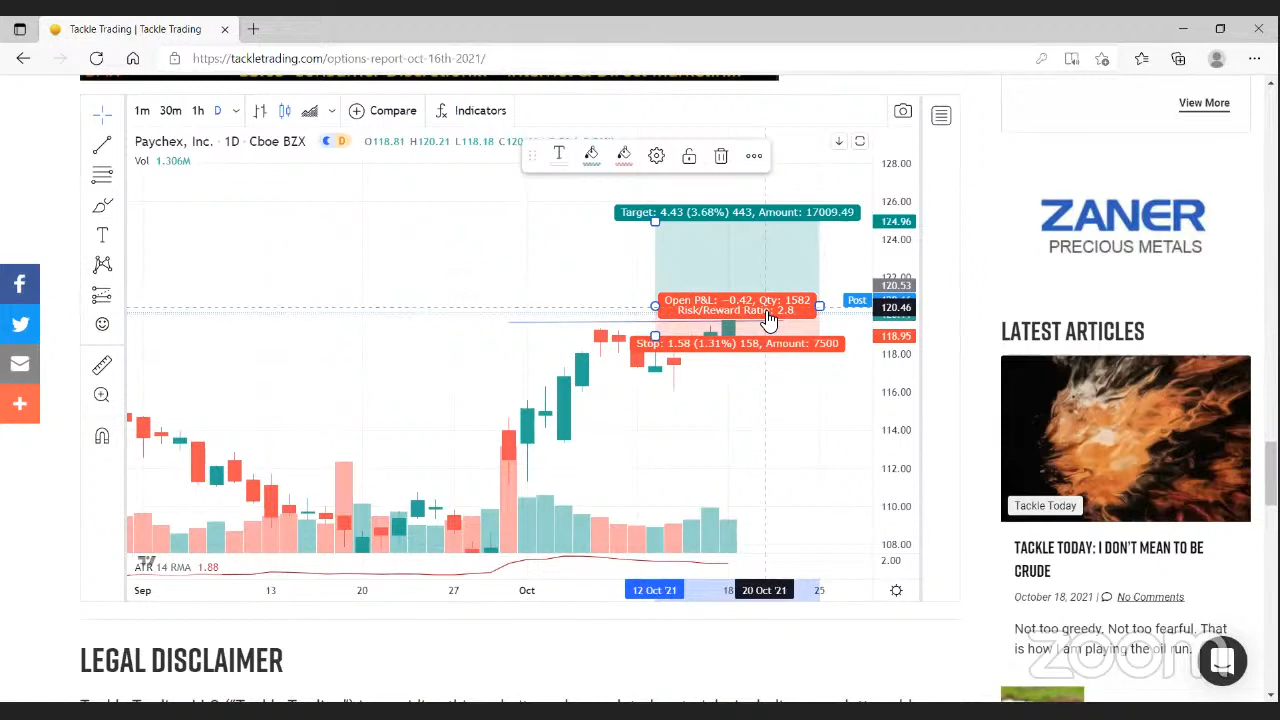 Tackle Trading | Tackle Trading
https://tackletrading.com/options-report-oct-16th-2021/
View More
1m 30m 1h D Compare Indicators
Paychex, Inc. · 1D · Cboe BZX D O118.81 H120.21 L118.18
Vol 1.306M
T
128.00
126.00
124.96
124.00
122.00
120.53
Post
120.46
118.95
118.00
116.00
114.00
112.00
110.00
108.00
2.00
Target: 4.43 (3.68%) 443, Amount: 17009.49
Open P&L: −0.42, Qty: 1582
Risk/Reward Ratio: 2.8
Stop: 1.58 (1.31%) 158, Amount: 7500
ATR 14 RMA 1.88
Sep 13 20 27 Oct 12 Oct '21 18 20 Oct '21 25
ZANER
PRECIOUS METALS
LATEST ARTICLES
Tackle Today
TACKLE TODAY: I DON'T MEAN TO BE
CRUDE
October 18, 2021 | No Comments
Not too greedy. Not too fearful. That
is how I am playing the oil run.
zoom
LEGAL DISCLAIMER